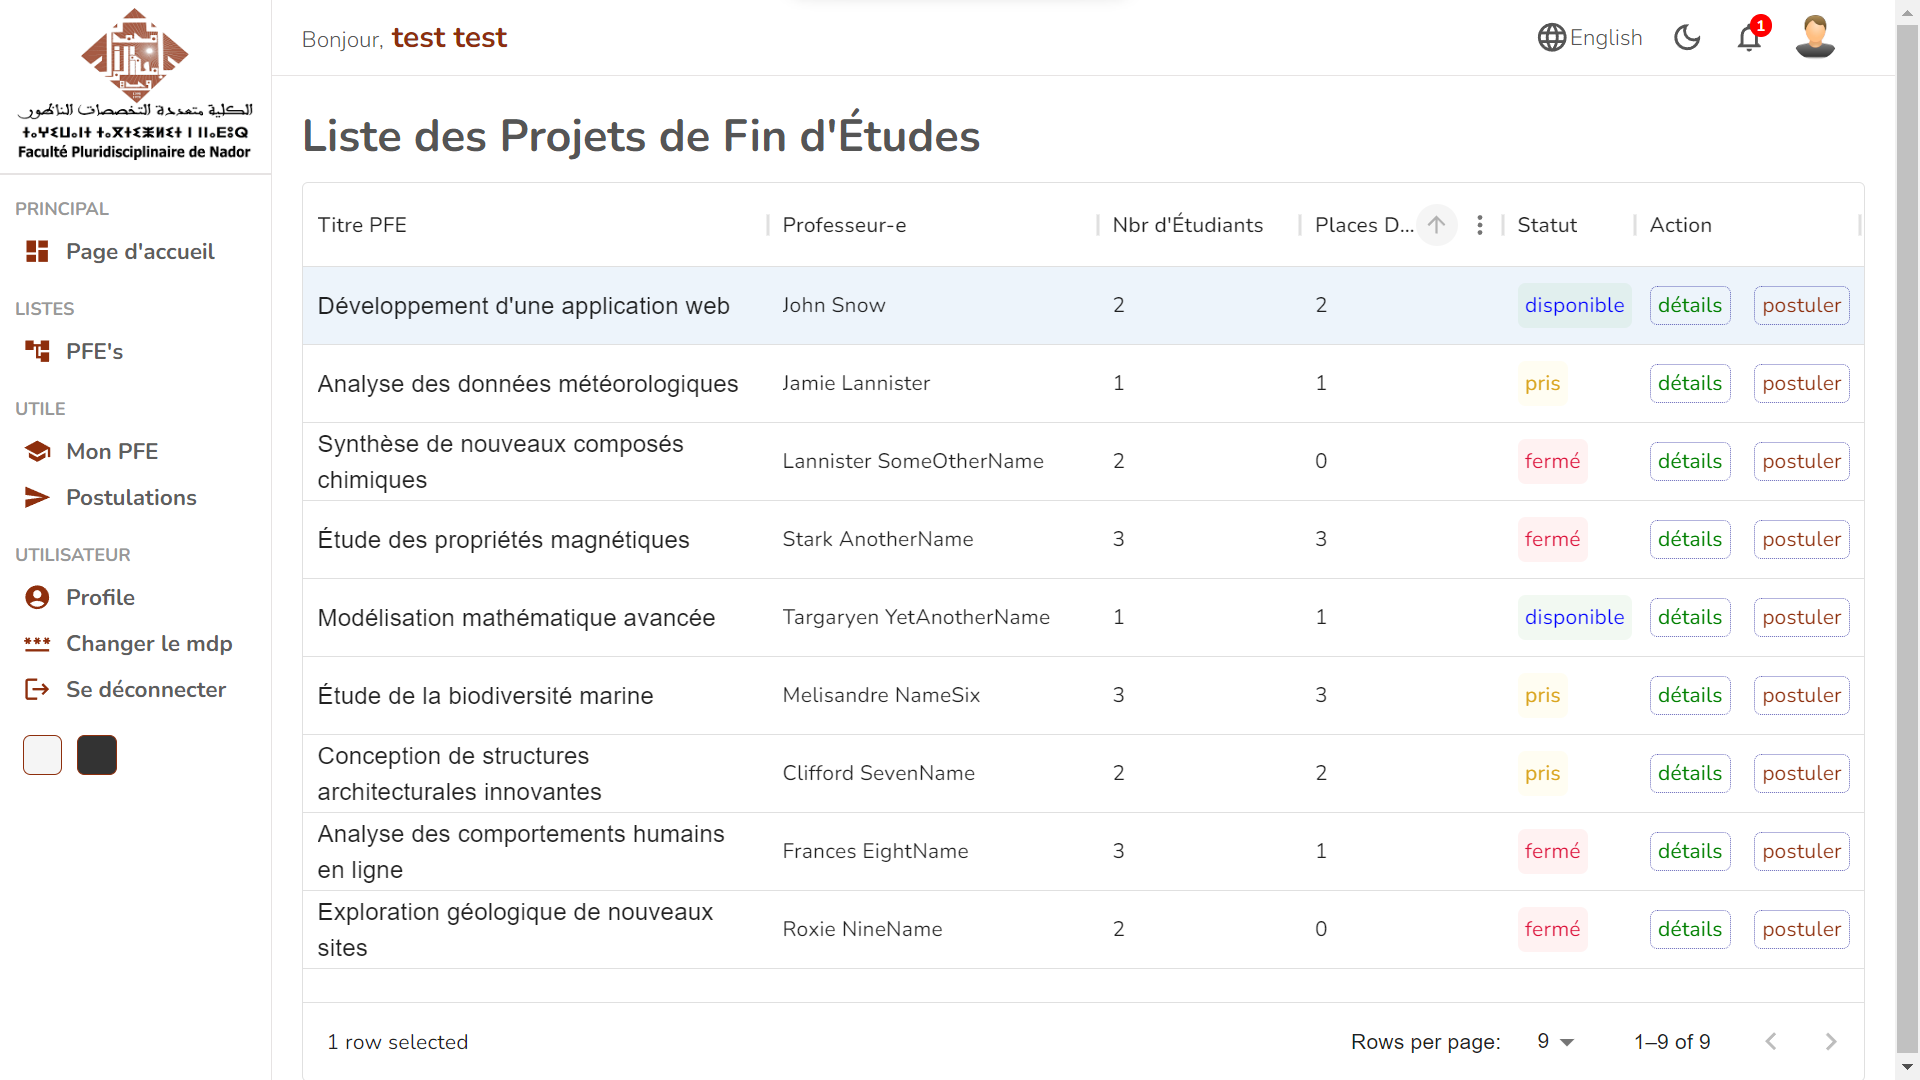 الكلية متعددة التخصصات الناظور
ⵜⴰⵖⵉⵡⴰⵏⵜ ⵜⴰⴳⵜⵉⵣⵍⵉⵜ ⵏ ⵏⵏⴰⴹⵓⵕ
Faculté Pluridisciplinaire de Nador
PRINCIPAL
Page d'accueil
LISTES
PFE's
UTILE
Mon PFE
Postulations
UTILISATEUR
Profile
Changer le mdp
Se déconnecter
Bonjour, test test
English
1
Liste des Projets de Fin d'Études
Titre PFE Professeur-e Nbr d'Étudiants Places D... Statut Action
Développement d'une application web John Snow 2 2 disponible détails postuler
Analyse des données météorologiques Jamie Lannister 1 1 pris détails postuler
Synthèse de nouveaux composés
chimiques Lannister SomeOtherName 2 0 fermé détails postuler
Étude des propriétés magnétiques Stark AnotherName 3 3 fermé détails postuler
Modélisation mathématique avancée Targaryen YetAnotherName 1 1 disponible détails postuler
Étude de la biodiversité marine Melisandre NameSix 3 3 pris détails postuler
Conception de structures
architecturales innovantes Clifford SevenName 2 2 pris détails postuler
Analyse des comportements humains
en ligne Frances EightName 3 1 fermé détails postuler
Exploration géologique de nouveaux
sites Roxie NineName 2 0 fermé détails postuler
1 row selected Rows per page: 9 1–9 of 9